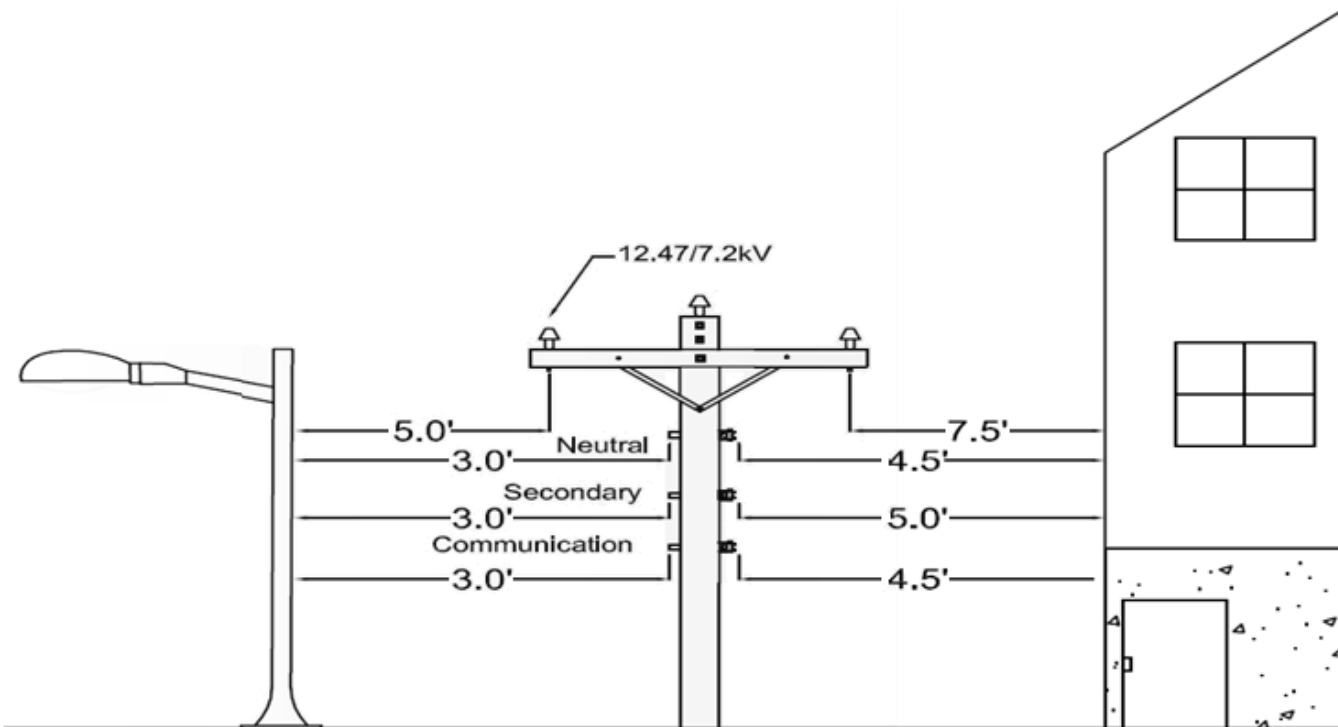 12.47/7.2kV
5.0'
7.5'
Neutral
3.0'
4.5'
Secondary
3.0'
5.0'
Communication
3.0'
4.5'